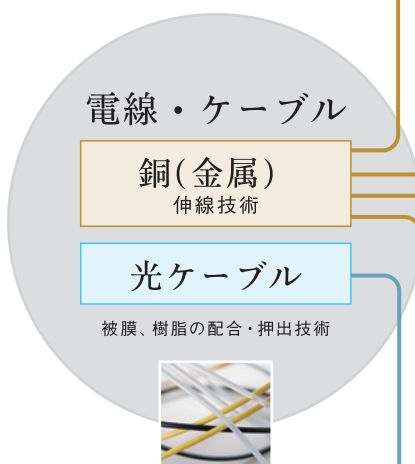 電線・ケーブル
銅(金属)
伸線技術
光ケーブル
被膜、樹脂の配合・押出技術